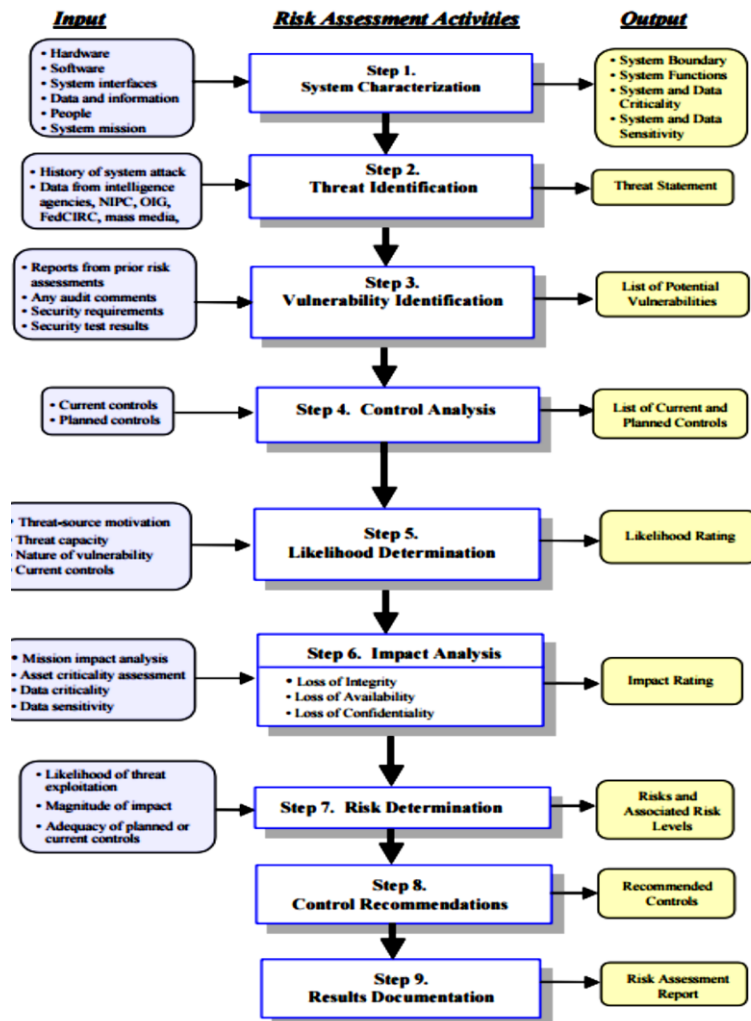 Input
Risk Assessment Activities
Output
• Hardware
• Software
• System interfaces
• Data and information
• People
• System mission
Step 1.
System Characterization
• System Boundary
• System Functions
• System and Data
Criticality
• System and Data
Sensitivity
• History of system attack
• Data from intelligence
agencies, NIPC, OIG,
FedCIRC, mass media,
Step 2.
Threat Identification
Threat Statement
• Reports from prior risk
assessments
• Any audit comments
• Security requirements
• Security test results
Step 3.
Vulnerability Identification
List of Potential
Vulnerabilities
• Current controls
• Planned controls
Step 4. Control Analysis
List of Current and
Planned Controls
• Threat-source motivation
• Threat capacity
• Nature of vulnerability
• Current controls
Step 5.
Likelihood Determination
Likelihood Rating
• Mission impact analysis
• Asset criticality assessment
• Data criticality
• Data sensitivity
Step 6. Impact Analysis
• Loss of Integrity
• Loss of Availability
• Loss of Confidentiality
Impact Rating
• Likelihood of threat
exploitation
• Magnitude of impact
• Adequacy of planned or
current controls
Step 7. Risk Determination
Risks and
Associated Risk
Levels
Step 8.
Control Recommendations
Recommended
Controls
Step 9.
Results Documentation
Risk Assessment
Report